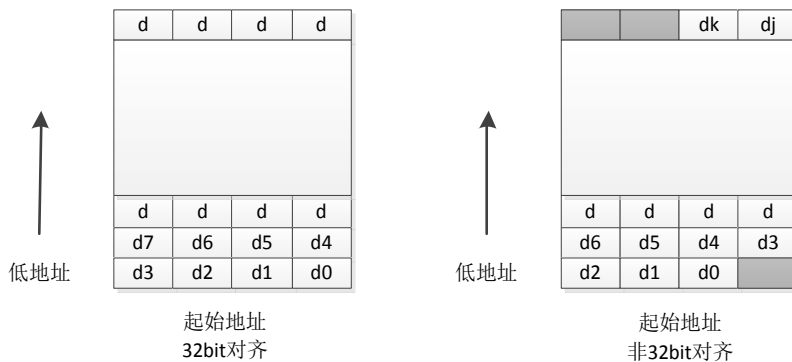 d d d d
d d d d
d7 d6 d5 d4
d3 d2 d1 d0
低地址
起始地址
32bit对齐
dk dj
d d d d
d6 d5 d4 d3
d2 d1 d0
低地址
起始地址
非32bit对齐